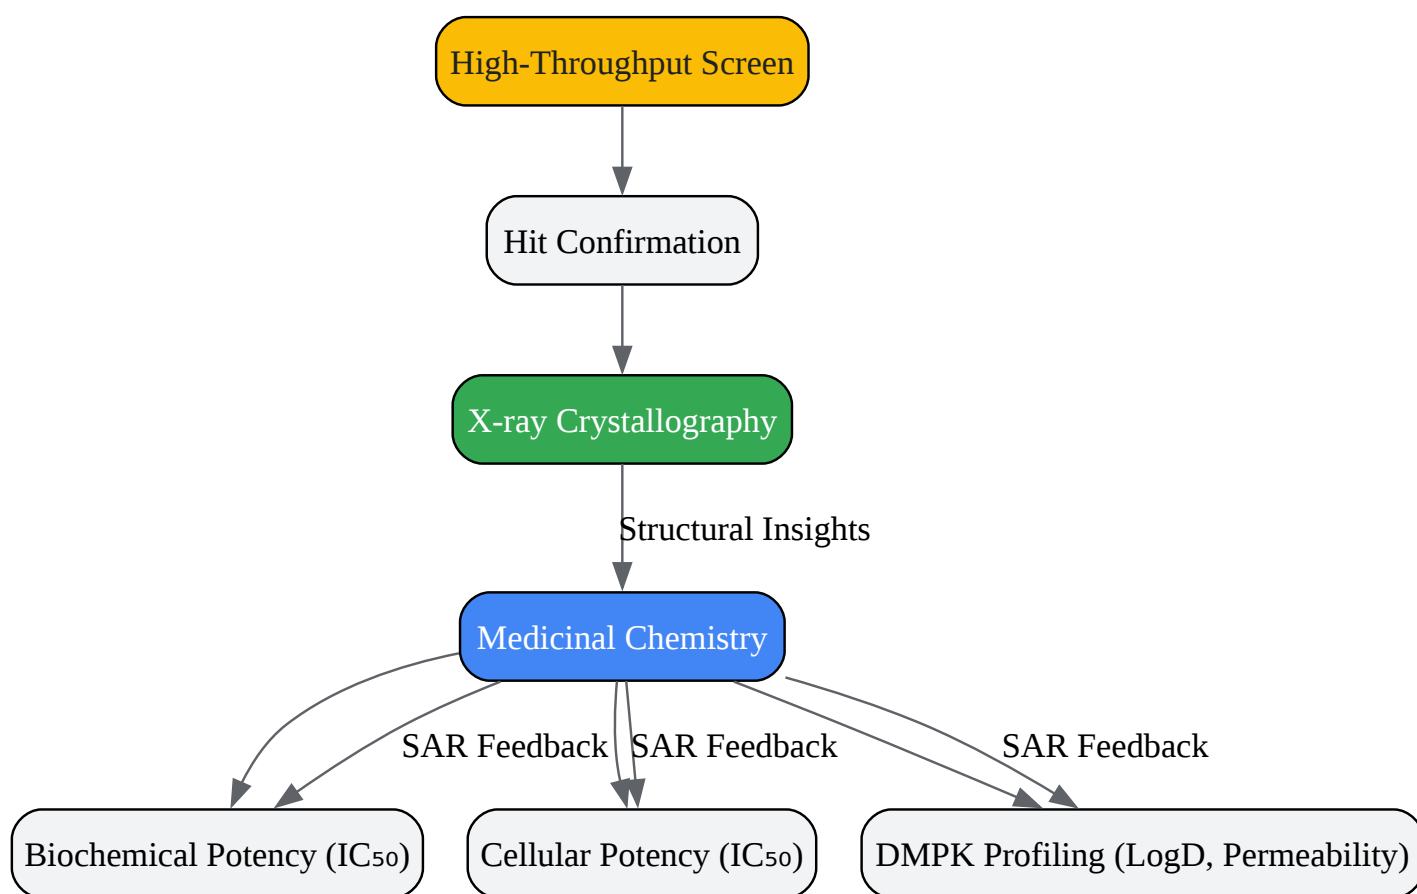 High-Throughput Screen
Hit Confirmation
X-ray Crystallography
Structural Insights
Medicinal Chemistry
SAR Feedback
SAR Feedback
SAR Feedback
Biochemical Potency (IC₅₀)
Cellular Potency (IC₅₀)
DMPK Profiling (LogD, Permeability)